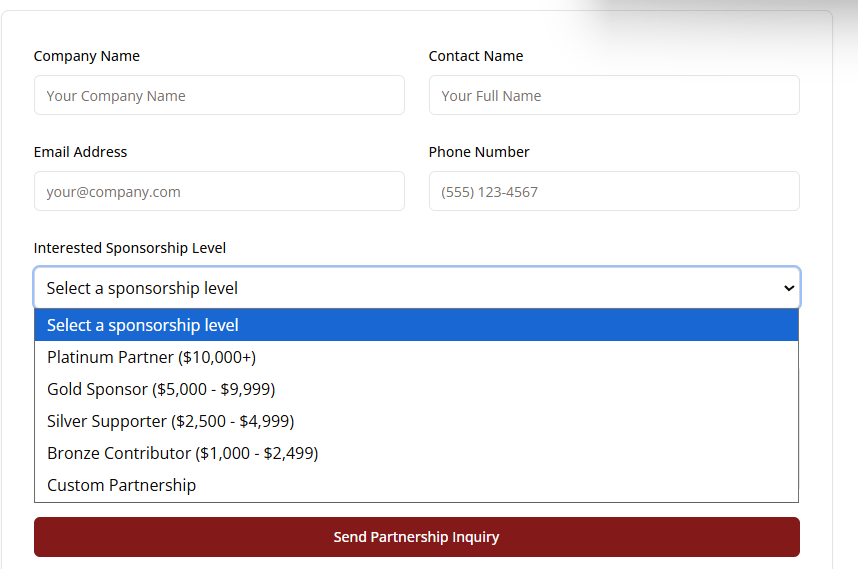 Company Name
Contact Name
Your Company Name
Your Full Name
Email Address
Phone Number
your@company.com
(555) 123-4567
Interested Sponsorship Level
Select a sponsorship level
Select a sponsorship level
Platinum Partner ($10,000+)
Gold Sponsor ($5,000 - $9,999)
Silver Supporter ($2,500 - $4,999)
Bronze Contributor ($1,000 - $2,499)
Custom Partnership
Send Partnership Inquiry